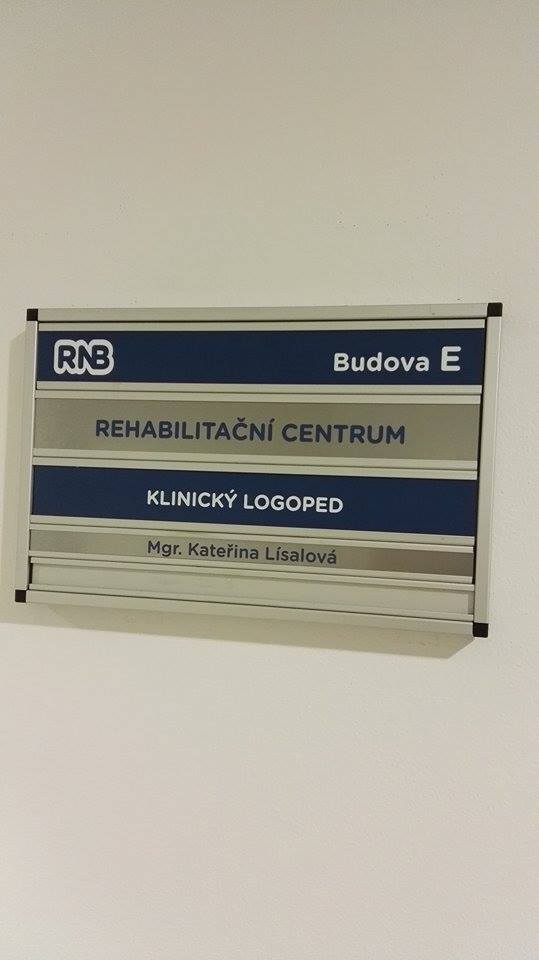 RNB Budova E
REHABILITAČNÍ CENTRUM
KLINICKÝ LOGOPED
Mgr. Kateřina Lísalová